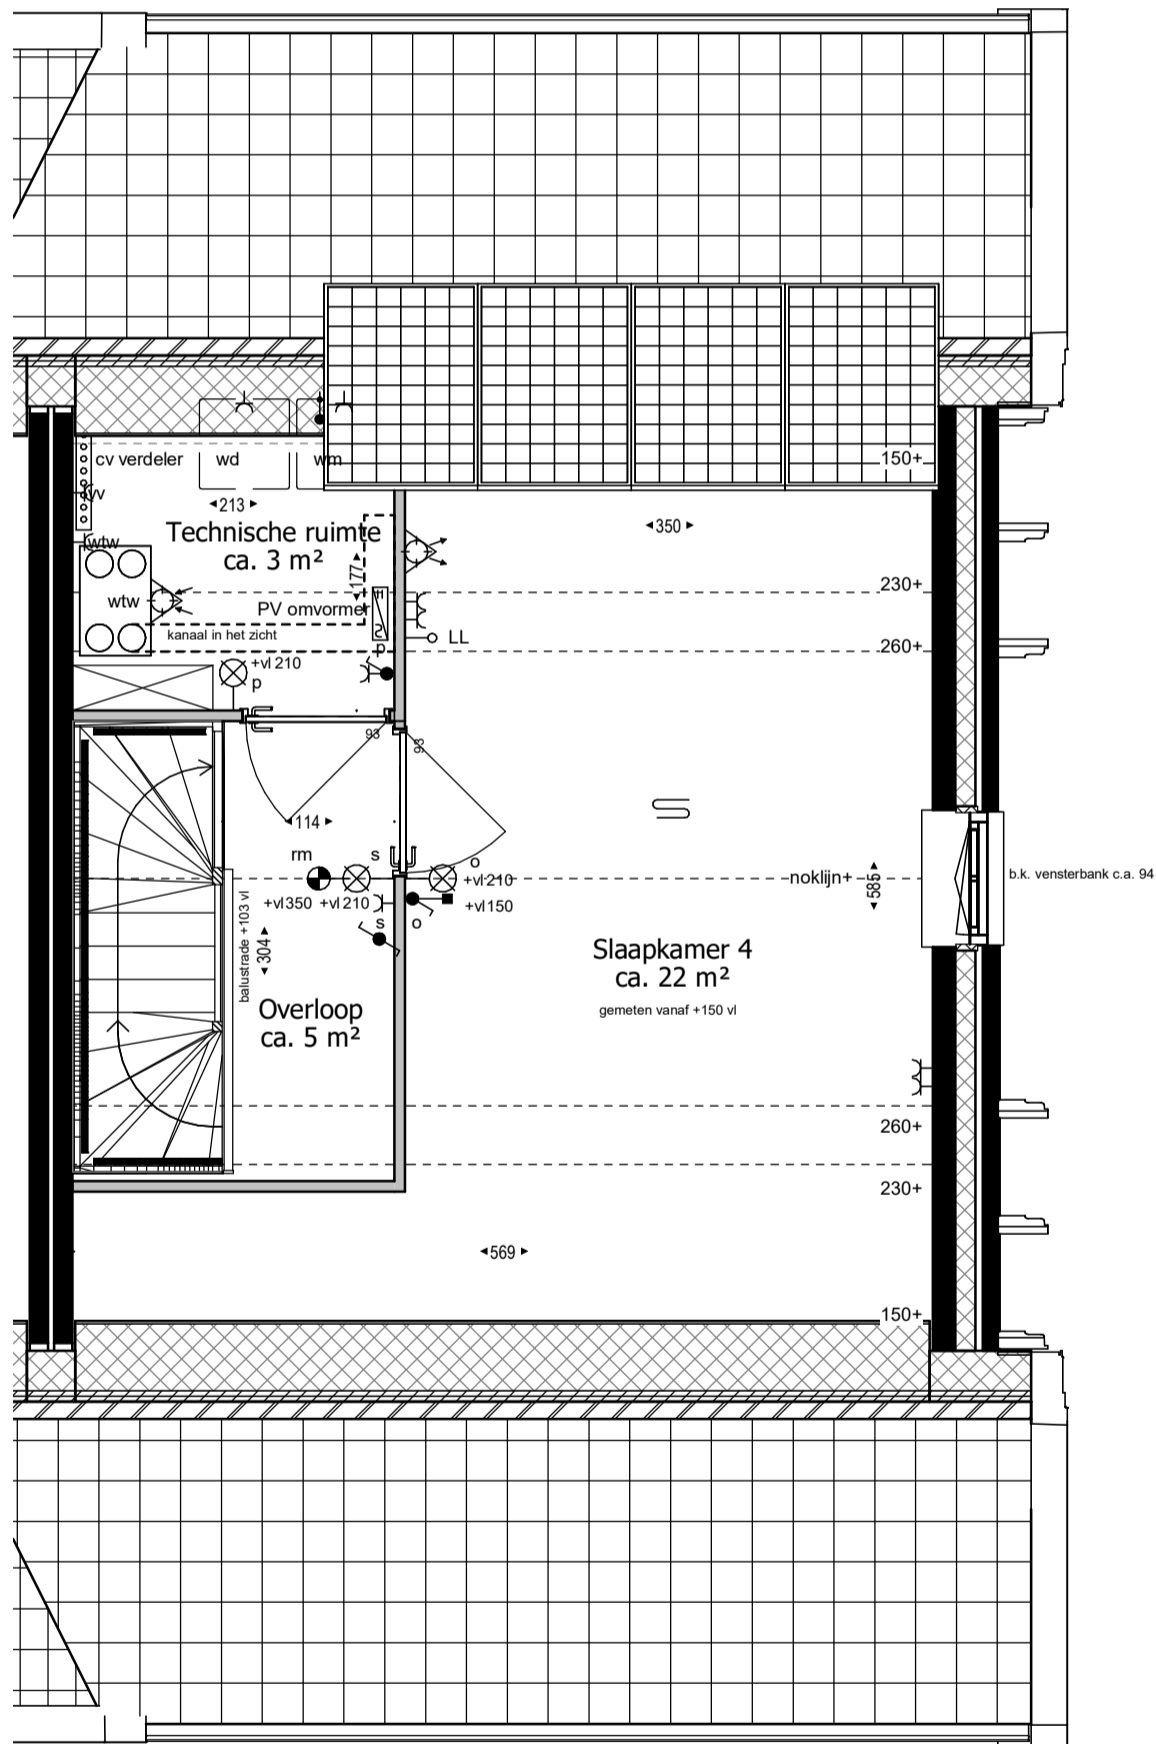 150+
cv verdeler
wd
wm
vv
213
350
wtw
Technische ruimte
ca. 3 m²
177
230+
wtw
PV omvormer
kanaal in het zicht
LL
260+
p
+vl 210
p
93
93
114
rm
s
o
noklijn+
585
b.k. vensterbank c.a. 94
+vl 210
+vl 350
+vl 210
+vl 150
s
o
balustrade +103 vl
304
Slaapkamer 4
ca. 22 m²
gemeten vanaf +150 vl
Overloop
ca. 5 m²
260+
230+
569
150+